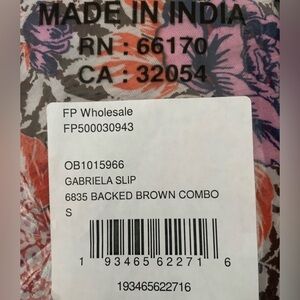 MADE IN INDIA
RN : 66170
CA : 32054
FP Wholesale
FP500030943
OB1015966
GABRIELA SLIP
6835 BACKED BROWN COMBO
S
1 93465 62271 6
193465622716